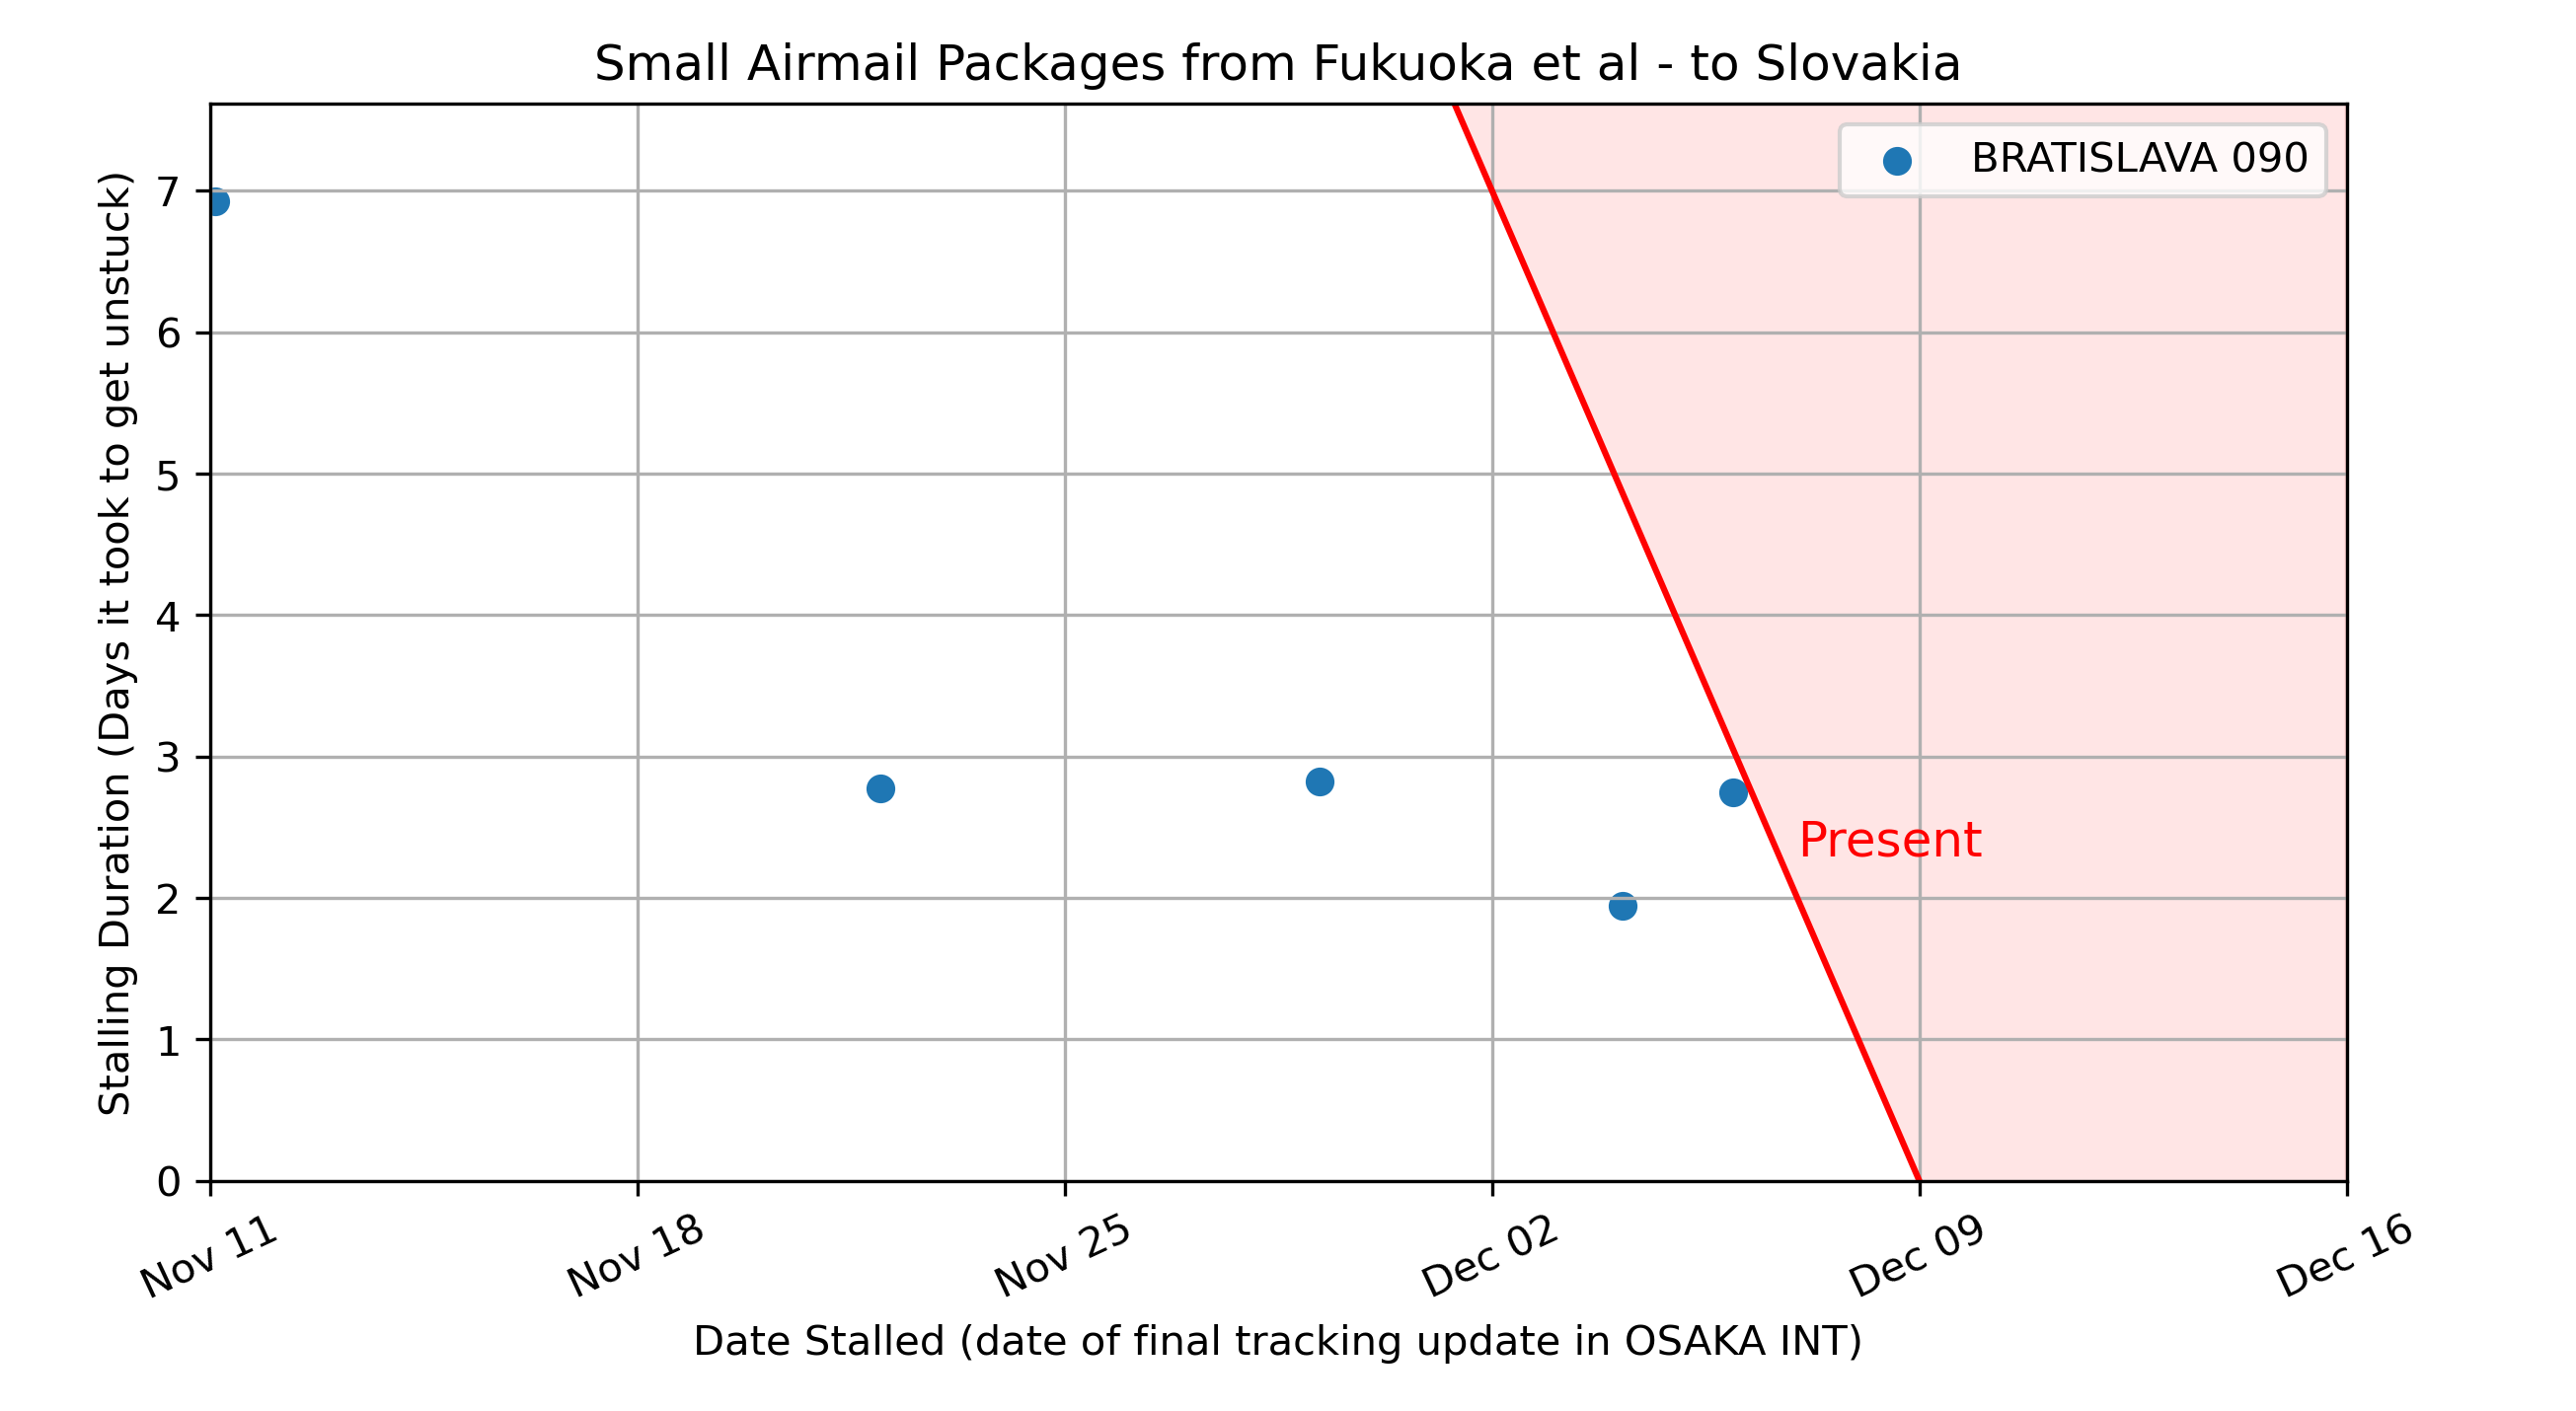 Small Airmail Packages from Fukuoka et al - to Slovakia
BRATISLAVA 090
Stalling Duration (Days it took to get unstuck)
7
6
5
4
3
2
1
0
Present
Nov 11
Nov 18
Nov 25
Dec 02
Dec 09
Dec 16
Date Stalled (date of final tracking update in OSAKA INT)